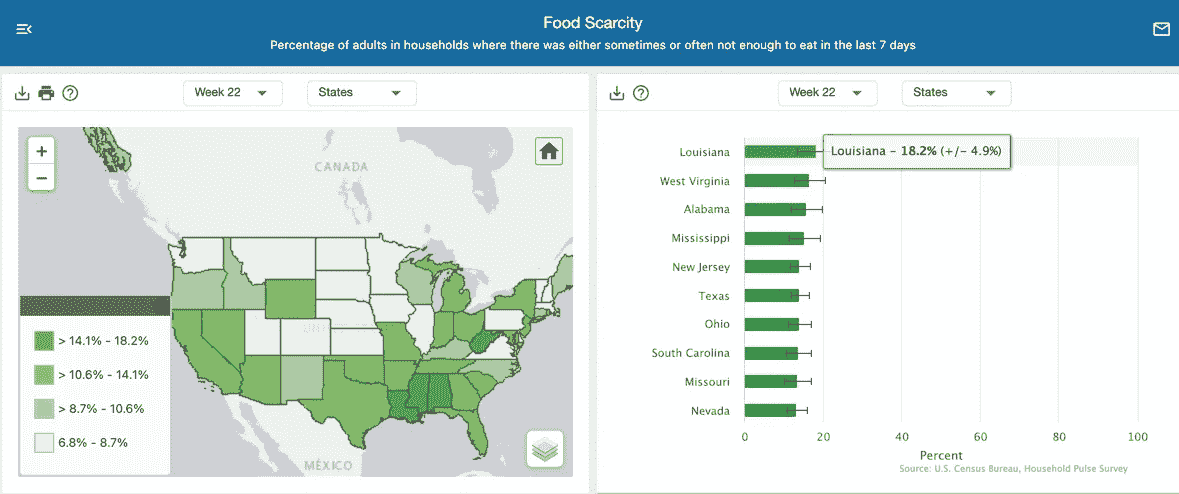 Food Scarcity
Percentage of adults in households where there was either sometimes or often not enough to eat in the last 7 days
Week 22
States
CANADA
MÉXICO
> 14.1% - 18.2%
> 10.6% - 14.1%
> 8.7% - 10.6%
6.8% - 8.7%
Week 22
States
Louisiana
Louisiana - 18.2% (+/- 4.9%)
West Virginia
Alabama
Mississippi
New Jersey
Texas
Ohio
South Carolina
Missouri
Nevada
0 20 40 60 80 100
Percent
Source: U.S. Census Bureau, Household Pulse Survey